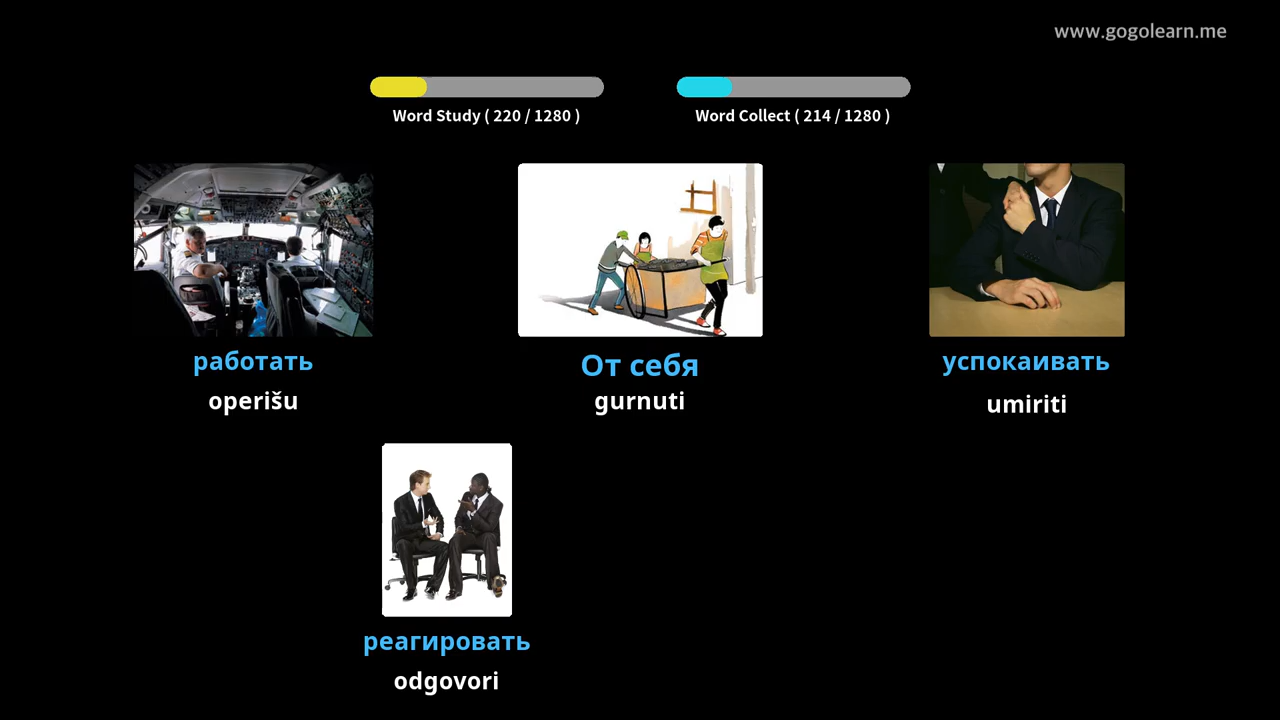 www.gogolearn.me
Word Study ( 220 / 1280 )
Word Collect ( 214 / 1280 )
работать
От себя
успокаивать
operišu
gurnuti
umiriti
реагировать
odgovori